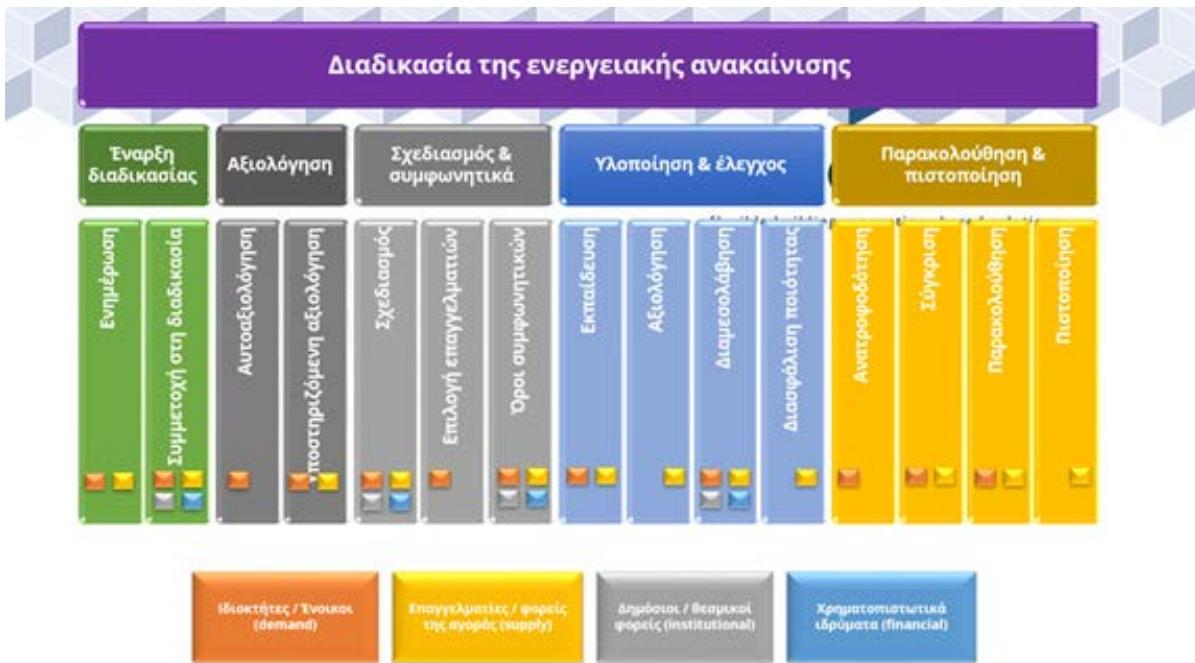 Διαδικασία της ενεργειακής ανακαίνισης
Έναρξη
διαδικασίας
Αξιολόγηση
Σχεδιασμός &
συμφωνητικά
Υλοποίηση & έλεγχος
Παρακολούθηση &
πιστοποίηση
Ενημέρωση
Συμμετοχή στη διαδικασία
Αυτοαξιολόγηση
ποστηριζόμενη αξιολόγηση
Σχεδιασμός
Επιλογή επαγγελματιών
Όροι συμφωνητικών
Εκπαίδευση
Αξιολόγηση
Διαμεσολάβηση
Διασφάλιση ποιότητας
Ανατροφοδότηση
Σύγκριση
Παρακολούθηση
Πιστοποίηση
Ιδιοκτήτες / Ένοικοι
(demand)
Επαγγελματίες / φορείς
της αγοράς (supply)
Δημόσιοι / θεσμικοί
φορείς (institutional)
Χρηματοπιστωτικά
ιδρύματα (financial)